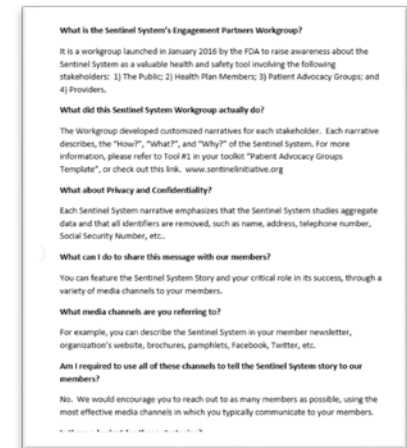 What is the Sentinel System's Engagement Partners Workgroup?
It is a workgroup launched in January 2016 by the FDA to raise awareness about the
Sentinel System as a valuable health and safety tool involving the following
stakeholders:  1) The Public; 2) Health Plan Members; 3) Patient Advocacy Groups; and
4) Providers.
What did this Sentinel System Workgroup actually do?
The Workgroup developed customized narratives for each stakeholder.  Each narrative
describes, the "How?", "What?", and "Why?" of the Sentinel System. For more
information, please refer to Tool #1 in your toolkit "Patient Advocacy Groups
Template", or check out this link.  www.sentinelinitiative.org
What about Privacy and Confidentiality?
Each Sentinel System narrative emphasizes that the Sentinel System studies aggregate
data and that all identifiers are removed, such as name, address, telephone number,
Social Security Number, etc..
What can I do to share this message with our members?
You can feature the Sentinel System Story and your critical role in its success, through a
variety of media channels to your members.
What media channels are you referring to?
For example, you can describe the Sentinel System in your member newsletter,
organization's website, brochures, pamphlets, Facebook, Twitter, etc.
Am I required to use all of these channels to tell the Sentinel System story to our
members?
No.  We would encourage you to reach out to as many members as possible, using the
most effective media channels in which you typically communicate to your members.